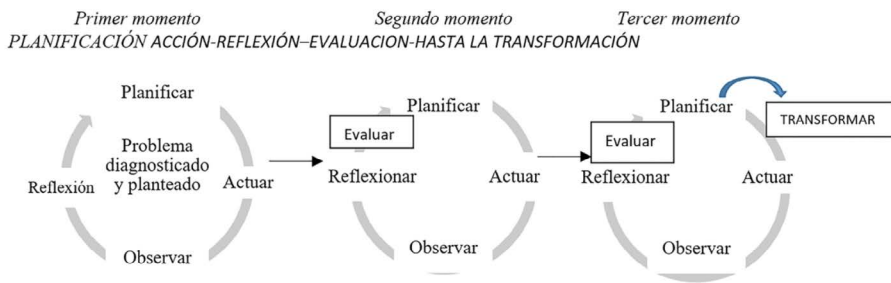 Primer momento
Segundo momento
Tercer momento
PLANIFICACIÓN ACCIÓN-REFLEXIÓN–EVALUACION-HASTA LA TRANSFORMACIÓN
Planificar
Problema
diagnosticado
y planteado
Reflexión
Actuar
Observar
Planificar
Evaluar
Reflexionar
Actuar
Observar
Planificar
TRANSFORMAR
Evaluar
Reflexionar
Actuar
Observar